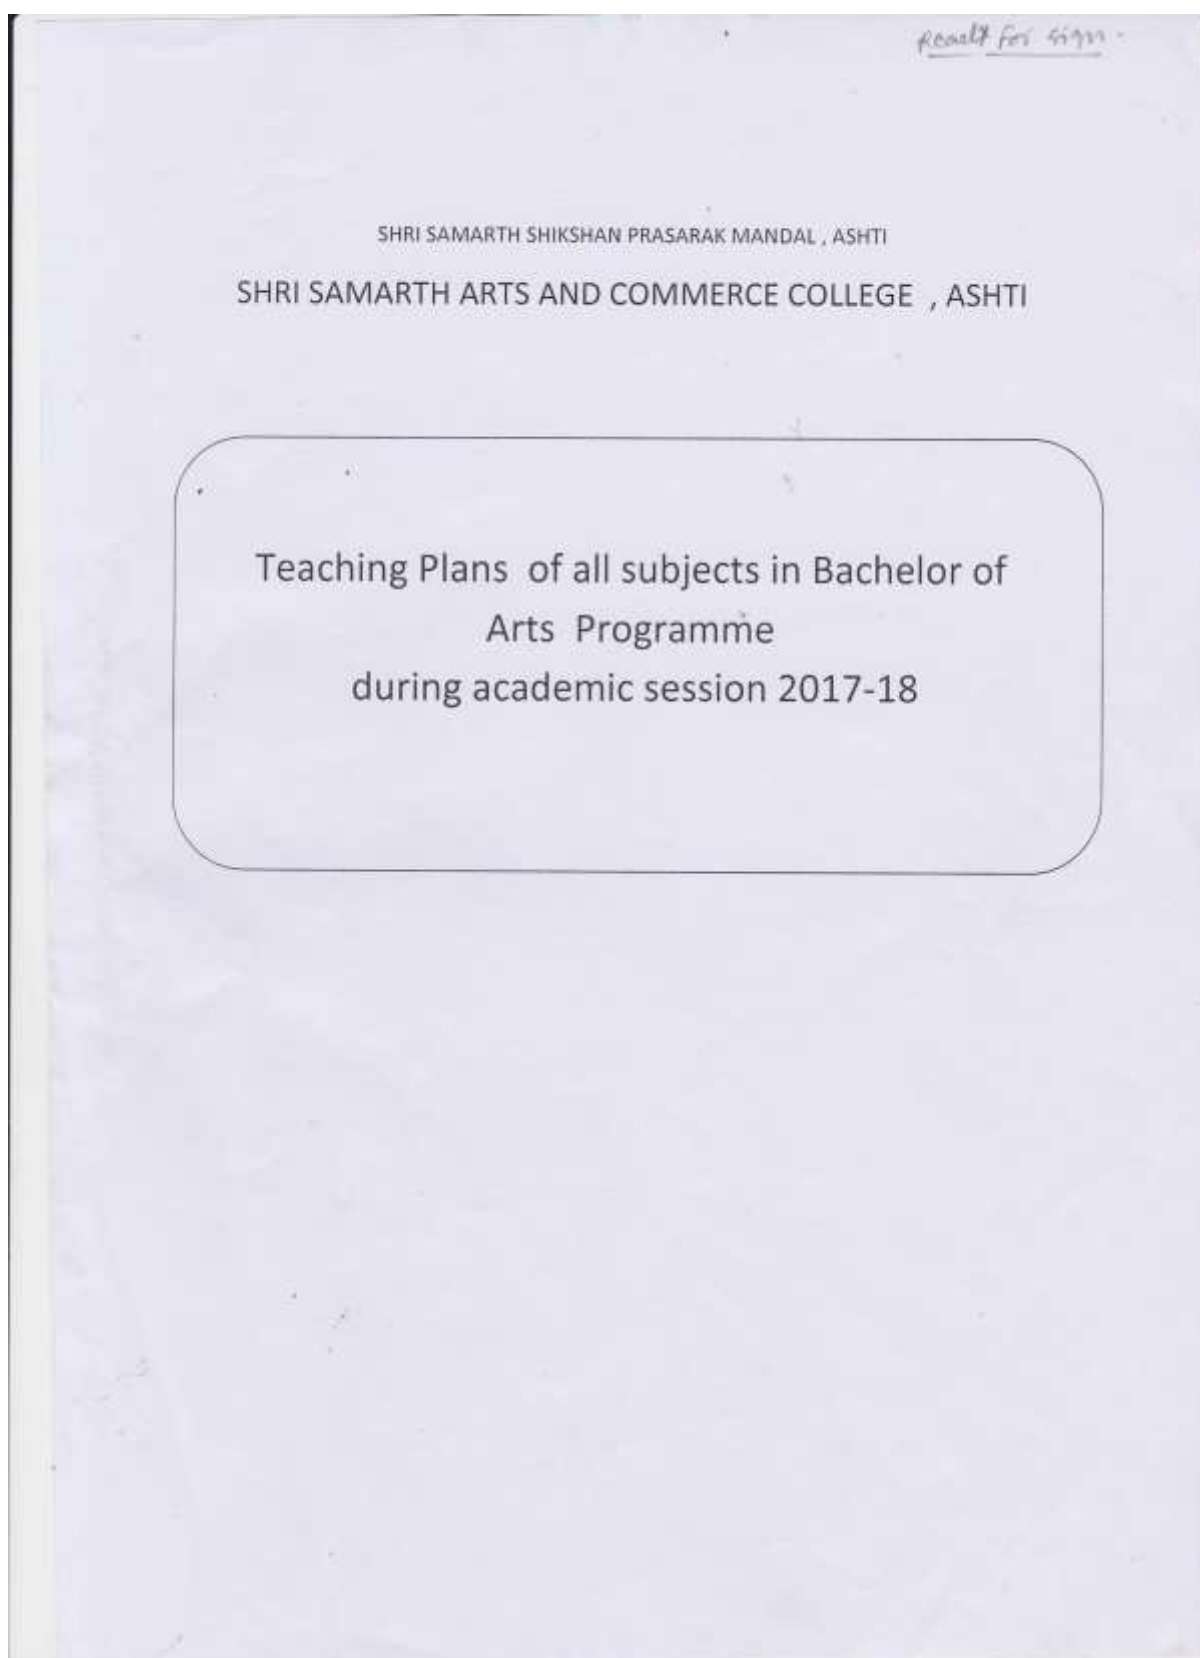 for sign -
SHRI SAMARTH SHIKSHAN PRASARAK MANDAL , ASHTI
SHRI SAMARTH ARTS AND COMMERCE COLLEGE , ASHTI
Teaching Plans of all subjects in Bachelor of
Arts Programme
during academic session 2017-18